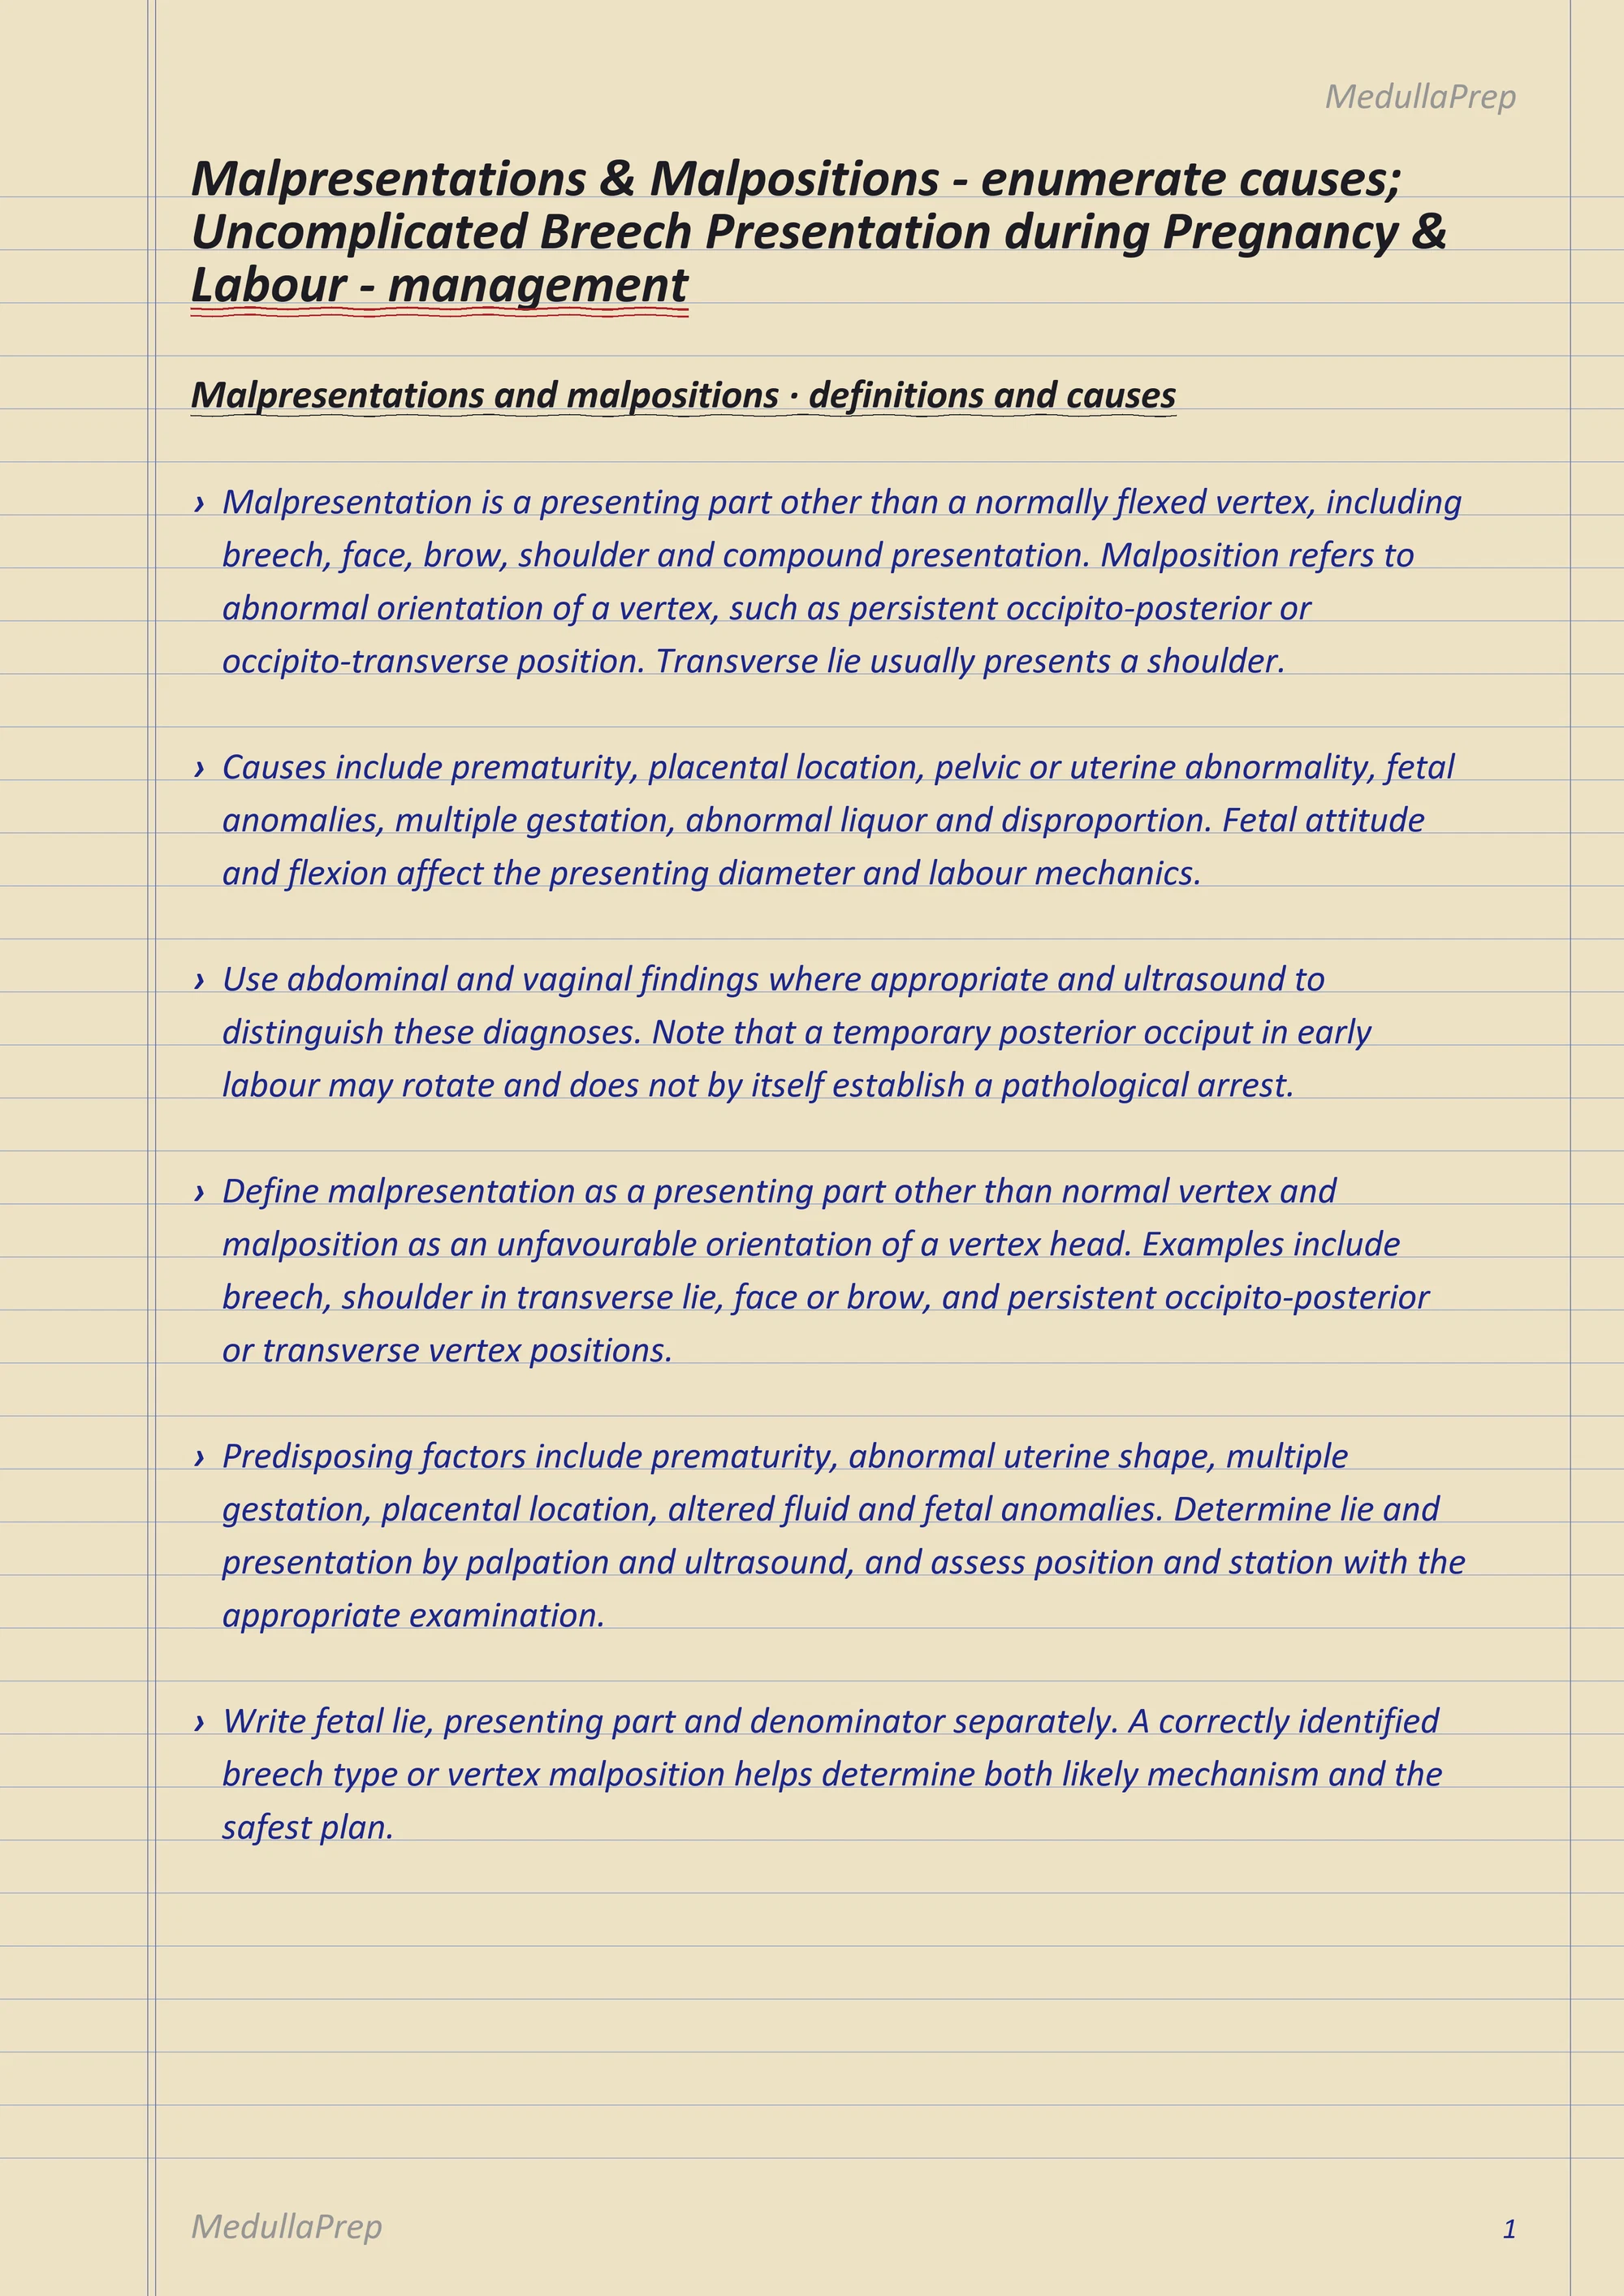 MedullaPrep
Malpresentations & Malpositions - enumerate causes;
Uncomplicated Breech Presentation during Pregnancy &
Labour - management
Malpresentations and malpositions · definitions and causes
› Malpresentation is a presenting part other than a normally flexed vertex, including
breech, face, brow, shoulder and compound presentation. Malposition refers to
abnormal orientation of a vertex, such as persistent occipito-posterior or
occipito-transverse position. Transverse lie usually presents a shoulder.
› Causes include prematurity, placental location, pelvic or uterine abnormality, fetal
anomalies, multiple gestation, abnormal liquor and disproportion. Fetal attitude
and flexion affect the presenting diameter and labour mechanics.
› Use abdominal and vaginal findings where appropriate and ultrasound to
distinguish these diagnoses. Note that a temporary posterior occiput in early
labour may rotate and does not by itself establish a pathological arrest.
› Define malpresentation as a presenting part other than normal vertex and
malposition as an unfavourable orientation of a vertex head. Examples include
breech, shoulder in transverse lie, face or brow, and persistent occipito-posterior
or transverse vertex positions.
› Predisposing factors include prematurity, abnormal uterine shape, multiple
gestation, placental location, altered fluid and fetal anomalies. Determine lie and
presentation by palpation and ultrasound, and assess position and station with the
appropriate examination.
› Write fetal lie, presenting part and denominator separately. A correctly identified
breech type or vertex malposition helps determine both likely mechanism and the
safest plan.
MedullaPrep
1